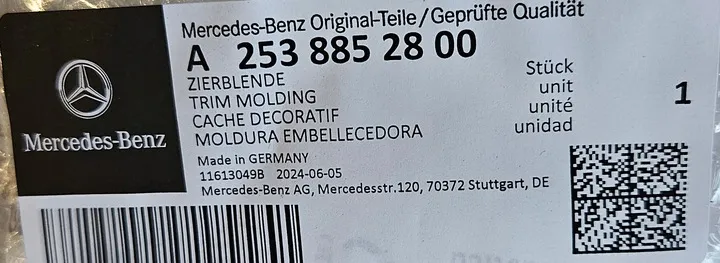 Mercedes-Benz Original-Teile/Geprüfte Qualität
A 253 885 28 00
ZIERBLENDE
TRIM MOLDING
CACHE DECORATIF
MOLDURA EMBELLECEDORA
Stück
unit
unité
unidad
1
Mercedes-Benz
Made in GERMANY
11613049B 2024-06-05
Mercedes-Benz AG, Mercedesstr.120, 70372 Stuttgart, DE